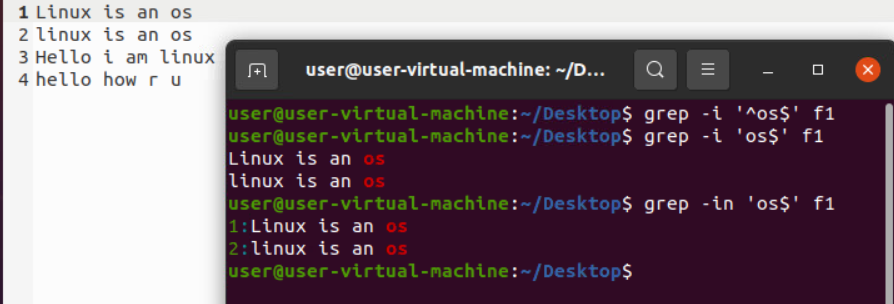 1 Linux is an os
2 linux is an os
3 Hello i am linux
4 hello how r u
user@user-virtual-machine: ~/D...
user@user-virtual-machine:~/Desktop$ grep -i '^os$' f1
user@user-virtual-machine:~/Desktop$ grep -i 'os$' f1
Linux is an os
linux is an os
user@user-virtual-machine:~/Desktop$ grep -in 'os$' f1
1:Linux is an os
2:linux is an os
user@user-virtual-machine:~/Desktop$